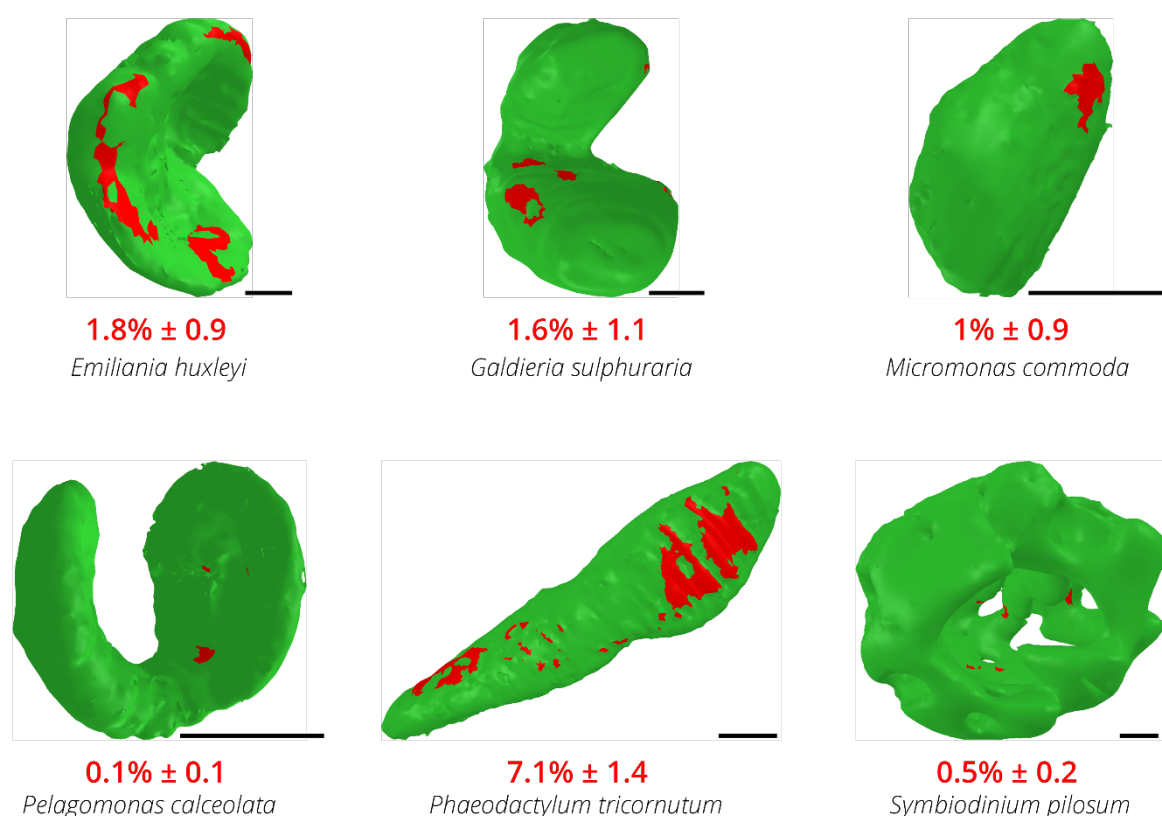 1.8% ± 0.9
1.6% ± 1.1
1% ± 0.9
Emiliania huxleyi
Galdieria sulphuraria
Micromonas commoda
0.1% ± 0.1
7.1% ± 1.4
0.5% ± 0.2
Pelagomonas calceolata
Phaeodactylum tricornutum
Symbiodinium pilosum